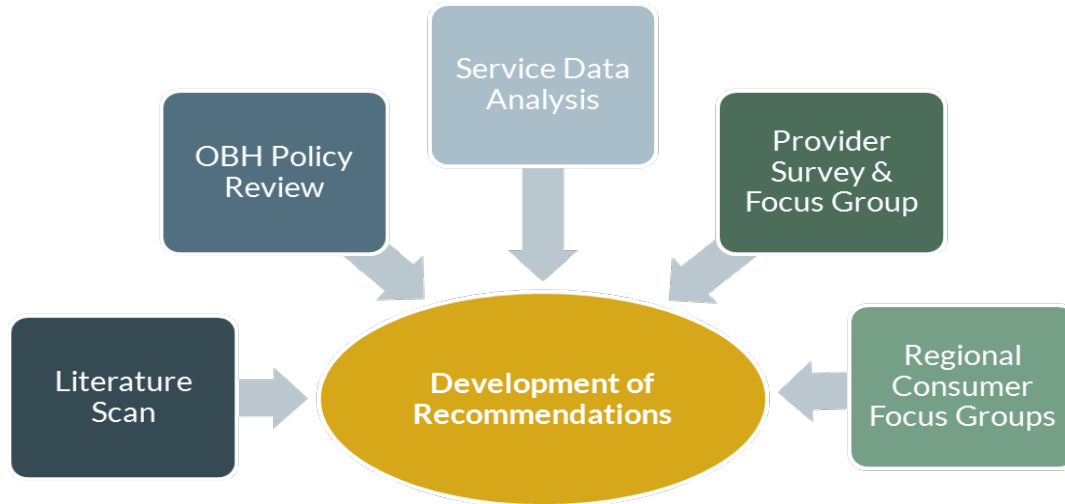 Service Data
Analysis
OBH Policy
Review
Provider
Survey &
Focus Group
Literature
Scan
Development of
Recommendations
Regional
Consumer
Focus Groups